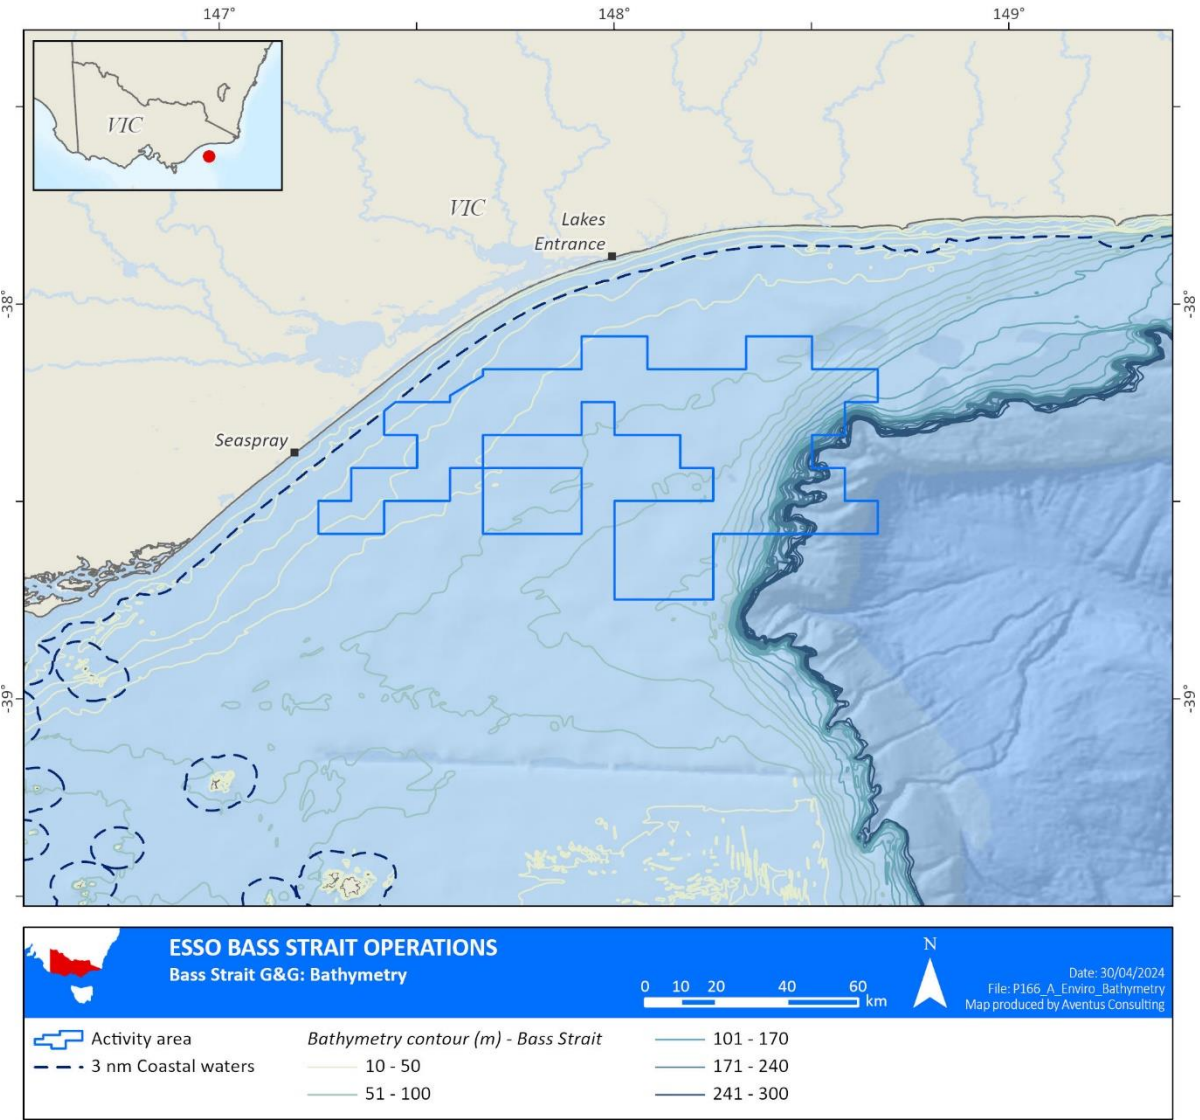 147°
148°
149°
VIC
VIC
Lakes
Entrance
-38°
-38°
Seaspray
-39°
-39°
ESSO BASS STRAIT OPERATIONS
Bass Strait G&G: Bathymetry
0 10 20 40 60
km
N
Date: 30/04/2024
File: P166_A_Enviro_Bathymetry
Map produced by Aventus Consulting
Activity area
3 nm Coastal waters
Bathymetry contour (m) - Bass Strait
10 - 50
51 - 100
101 - 170
171 - 240
241 - 300